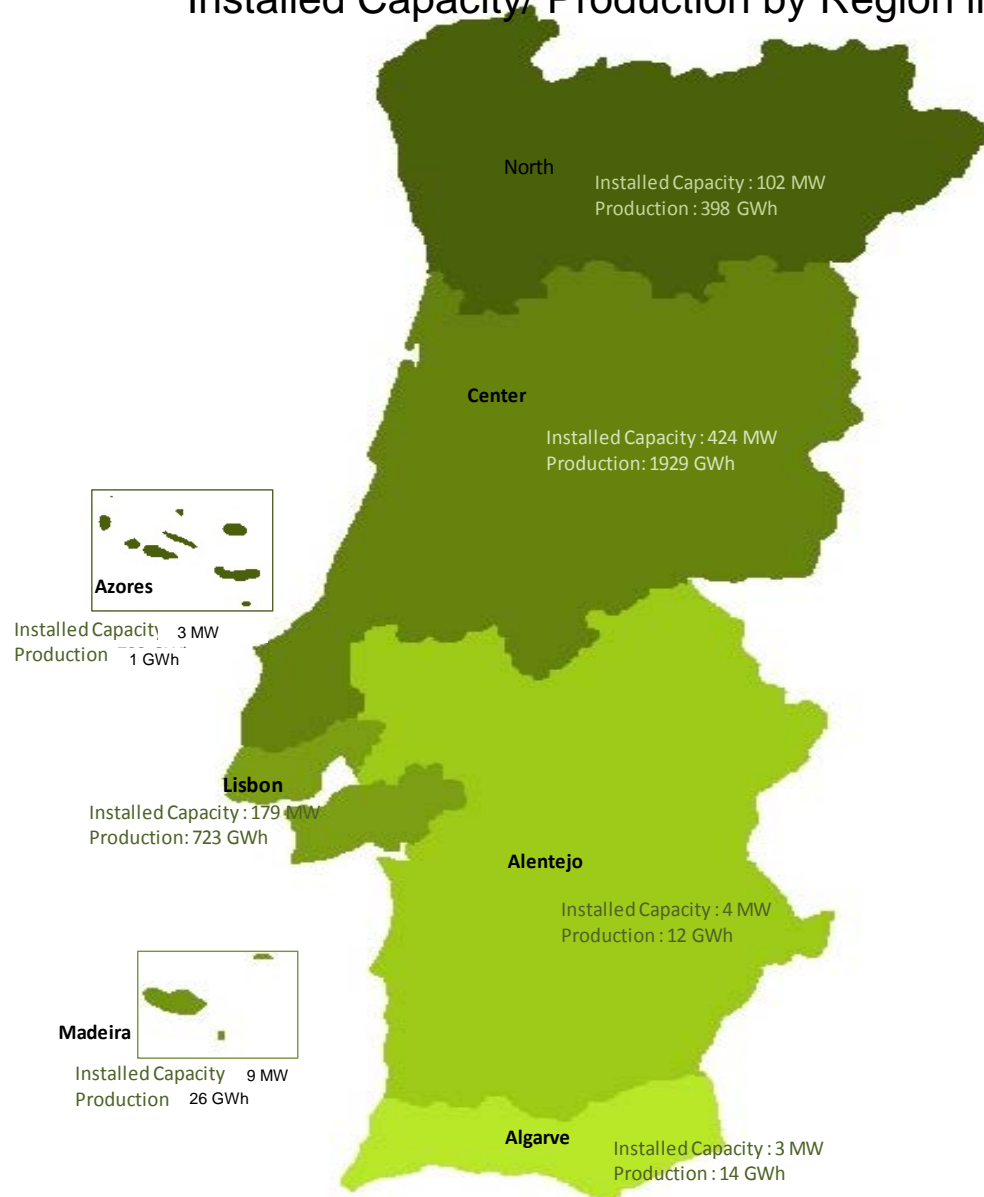 Installed Capacity/ Production by Region
North
Installed Capacity : 102 MW
Production : 398 GWh
Center
Installed Capacity : 424 MW
Production: 1929 GWh
Azores
Installed Capacity 3 MW
Production 1 GWh
Lisbon
Installed Capacity : 179 MW
Production: 723 GWh
Alentejo
Installed Capacity : 4 MW
Production : 12 GWh
Madeira
Installed Capacity 9 MW
Production 26 GWh
Algarve
Installed Capacity : 3 MW
Production : 14 GWh